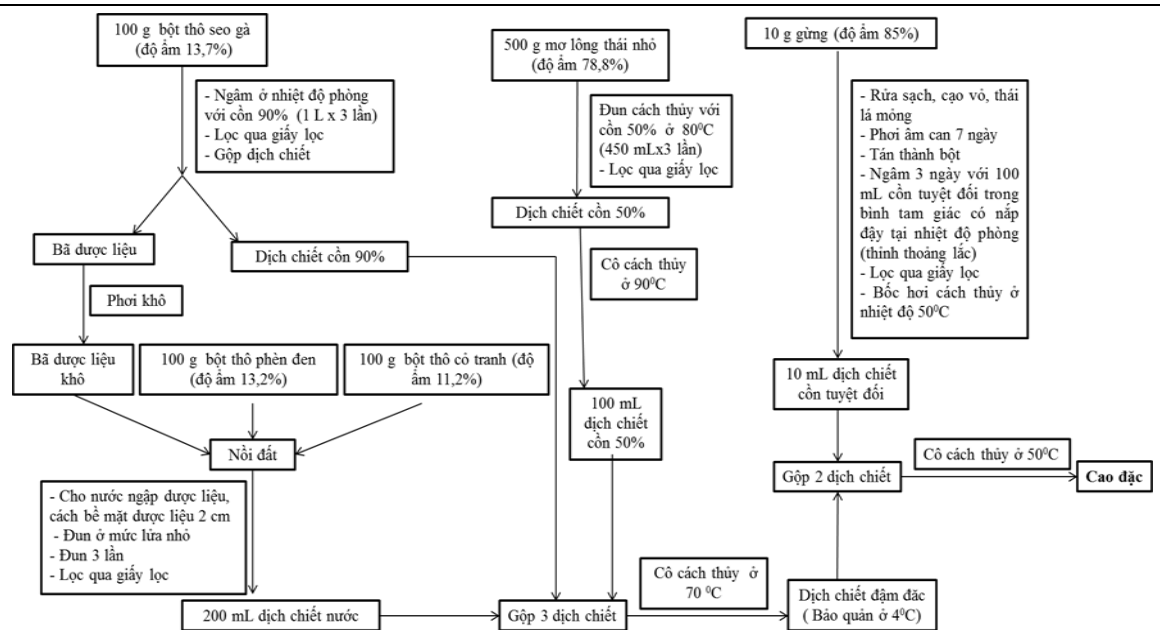 100 g bột thô seo gà
(độ ẩm 13,7%)
500 g mơ lông thái nhỏ
(độ ẩm 78,8%)
10 g gừng (độ ẩm 85%)
- Ngâm ở nhiệt độ phòng
với cồn 90% (1 L x 3 lần)
- Lọc qua giấy lọc
- Gộp dịch chiết
Đun cách thủy với
cồn 50% ở 80⁰C
(450 mLx3 lần)
- Lọc qua giấy lọc
- Rửa sạch, cạo vỏ, thái
lá mỏng
- Phơi âm can 7 ngày
- Tán thành bột
- Ngâm 3 ngày với 100
mL cồn tuyệt đối trong
bình tam giác có nắp
đậy tại nhiệt độ phòng
(thỉnh thoảng lắc)
- Lọc qua giấy lọc
- Bốc hơi cách thủy ở
nhiệt độ 50⁰C
Bã dược liệu
Dịch chiết cồn 90%
Dịch chiết cồn 50%
Phơi khô
Cô cách thủy
ở 90⁰C
Bã dược liệu
khô
100 g bột thô phèn đen
(độ ẩm 13,2%)
100 g bột thô cỏ tranh (độ
ẩm 11,2%)
100 mL
dịch chiết
cồn 50%
10 mL dịch chiết
cồn tuyệt đối
Nồi đất
Gộp 2 dịch chiết
Cô cách thủy ở 50⁰C
Cao đặc
- Cho nước ngập dược liệu,
cách bề mặt dược liệu 2 cm
- Đun ở mức lửa nhỏ
- Đun 3 lần
- Lọc qua giấy lọc
200 mL dịch chiết nước
Gộp 3 dịch chiết
Cô cách thủy ở
70 ⁰C
Dịch chiết đậm đặc
( Bảo quản ở 4⁰C)